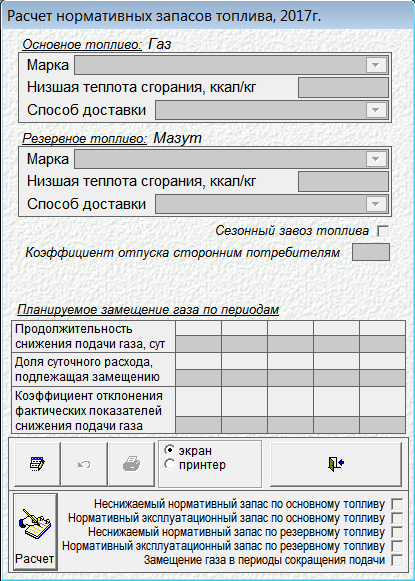 Расчет нормативных запасов топлива, 2017г.
Основное топливо: Газ
Марка
Низшая теплота сгорания, ккал/кг
Способ доставки
Резервное топливо: Мазут
Марка
Низшая теплота сгорания, ккал/кг
Способ доставки
Сезонный завоз топлива
Коэффициент отпуска сторонним потребителям
Планируемое замещение газа по периодам
Продолжительность
снижения подачи газа, сут
Доля суточного расхода,
подлежащая замещению
Коэффициент отклонения
фактических показателей
снижения подачи газа
экран
принтер
Расчет
Неснижаемый нормативный запас по основному топливу
Нормативный эксплуатационный запас по основному топливу
Неснижаемый нормативный запас по резервному топливу
Нормативный эксплуатационный запас по резервному топливу
Замещение газа в периоды сокращения подачи